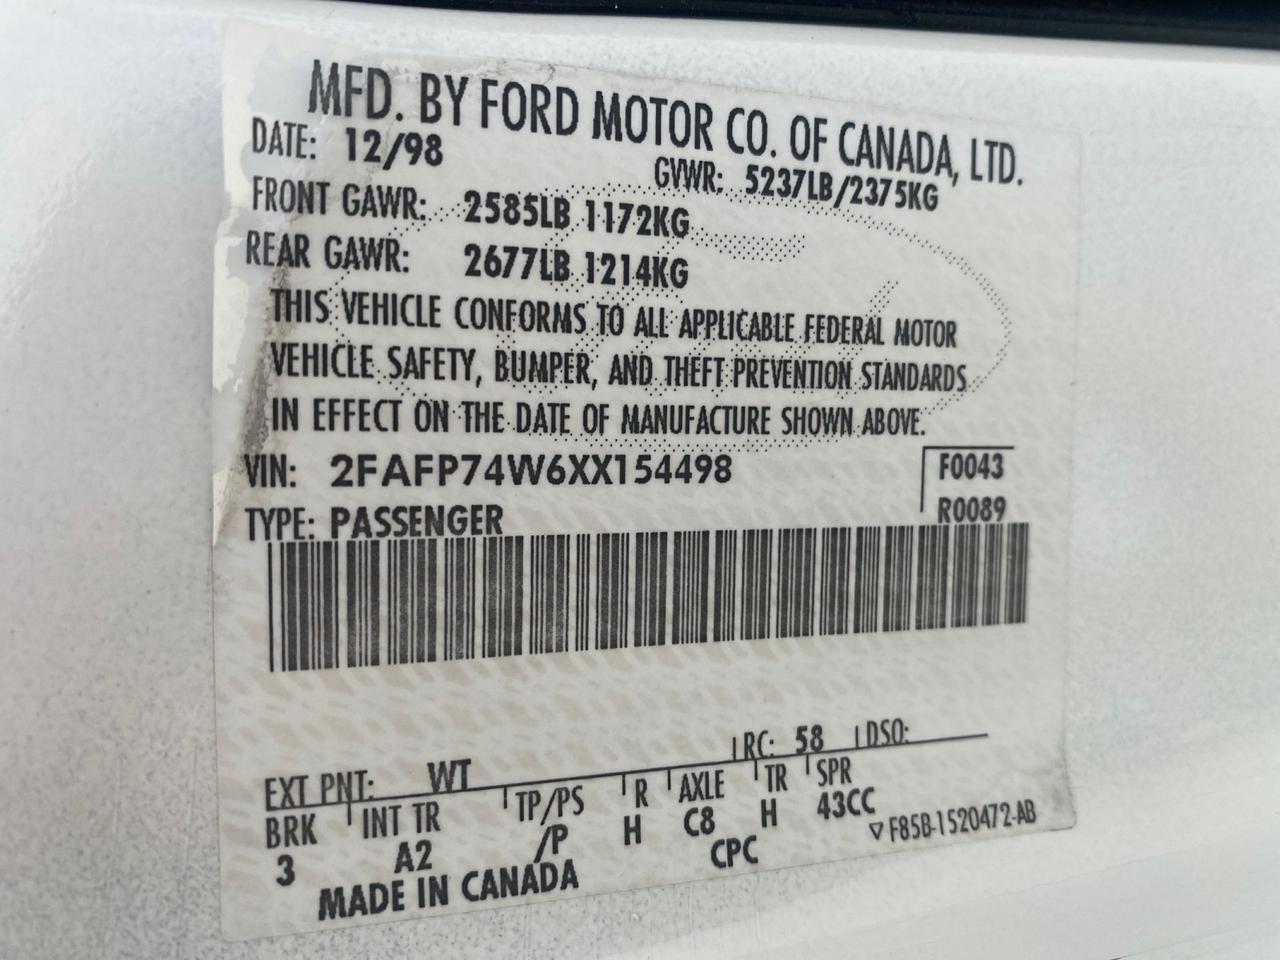 MFD. BY FORD MOTOR CO. OF CANADA, LTD.
DATE: 12/98
GVWR: 5237LB/2375KG
FRONT GAWR: 2585LB 1172KG
REAR GAWR: 2677LB 1214KG
THIS VEHICLE CONFORMS TO ALL APPLICABLE FEDERAL MOTOR
VEHICLE SAFETY, BUMPER, AND THEFT PREVENTION STANDARDS
IN EFFECT ON THE DATE OF MANUFACTURE SHOWN ABOVE.
VIN: 2FAFP74W6XX154498
F0043
TYPE: PASSENGER
R0089
EXT PNT: WT RC: 58 DSO:
BRK INT TR TP/PS R AXLE TR SPR
3 A2 /P H C8 H 43CC
MADE IN CANADA CPC ▽ F85B-1520472-AB